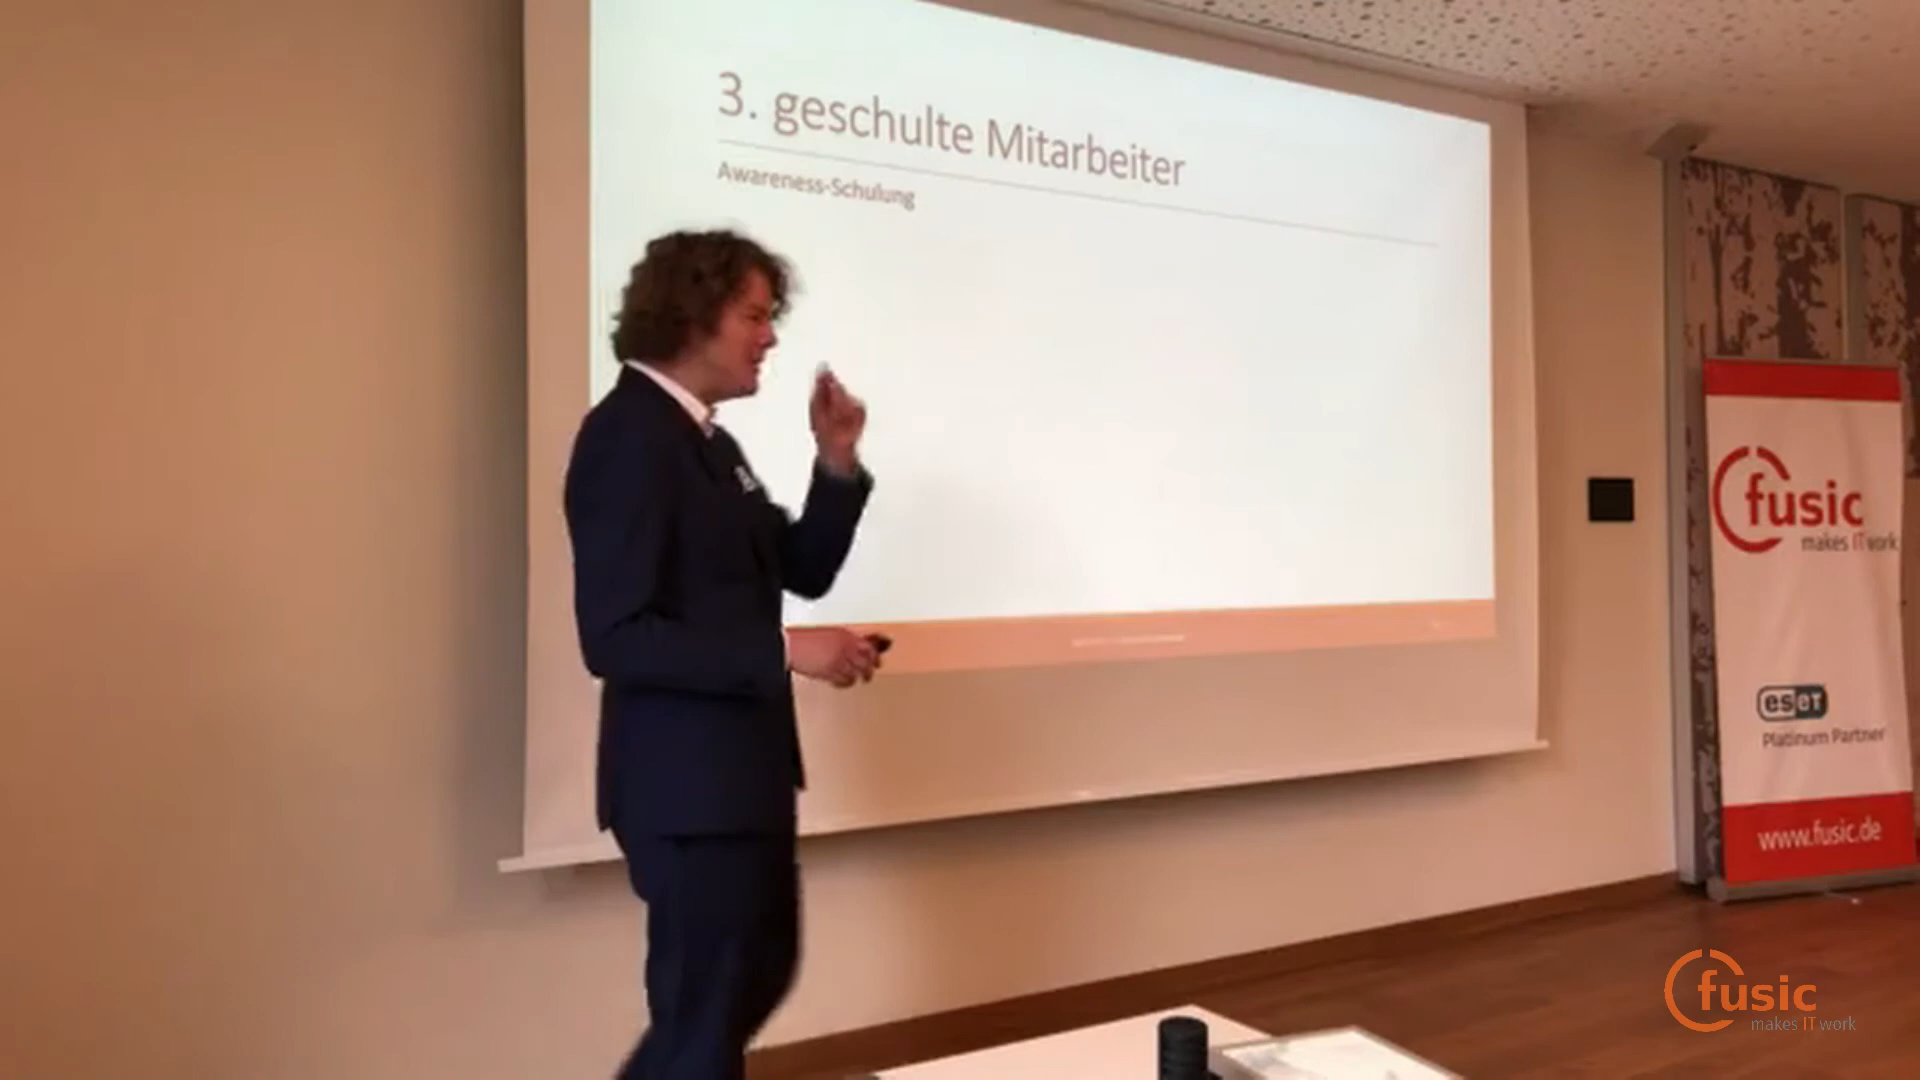 3. geschulte Mitarbeiter
Awareness-Schulung
fusic
makes IT work
eseT
Platinum Partner
www.fusic.de
fusic
makes IT work